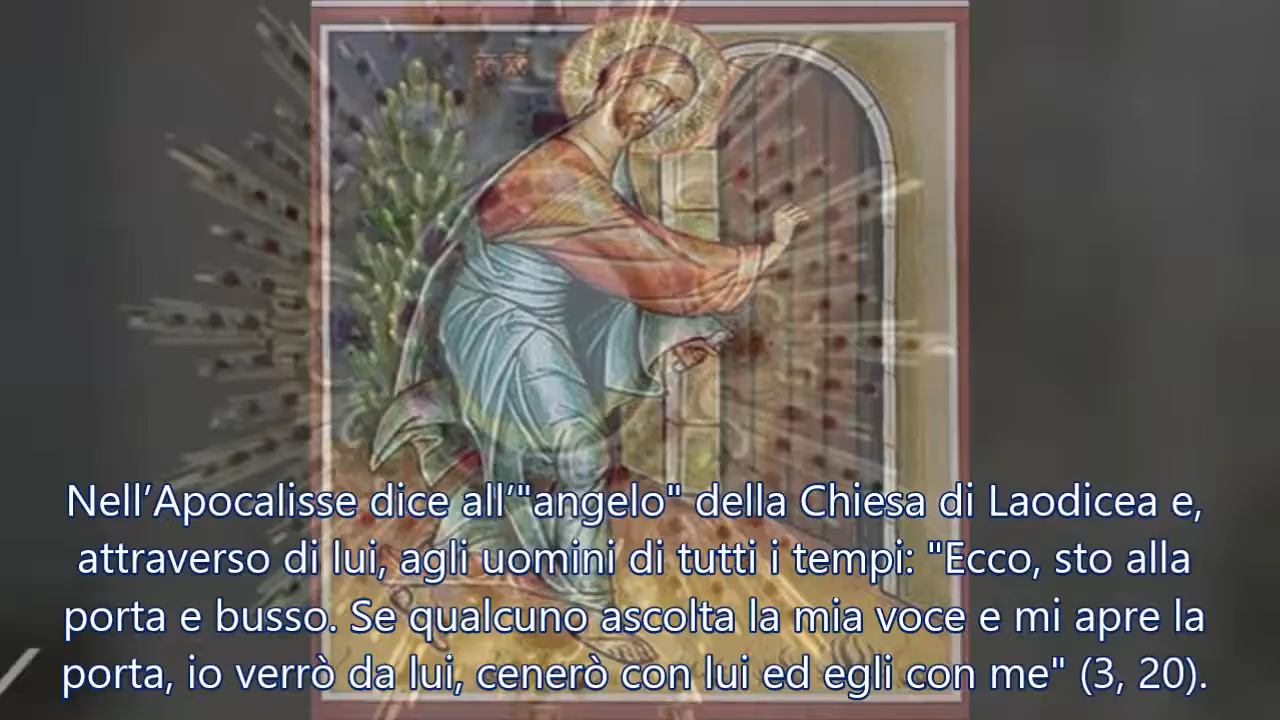 Nell’Apocalisse dice all’"angelo" della Chiesa di Laodicea e,
attraverso di lui, agli uomini di tutti i tempi: "Ecco, sto alla
porta e busso. Se qualcuno ascolta la mia voce e mi apre la
porta, io verrò da lui, cenerò con lui ed egli con me" (3, 20).